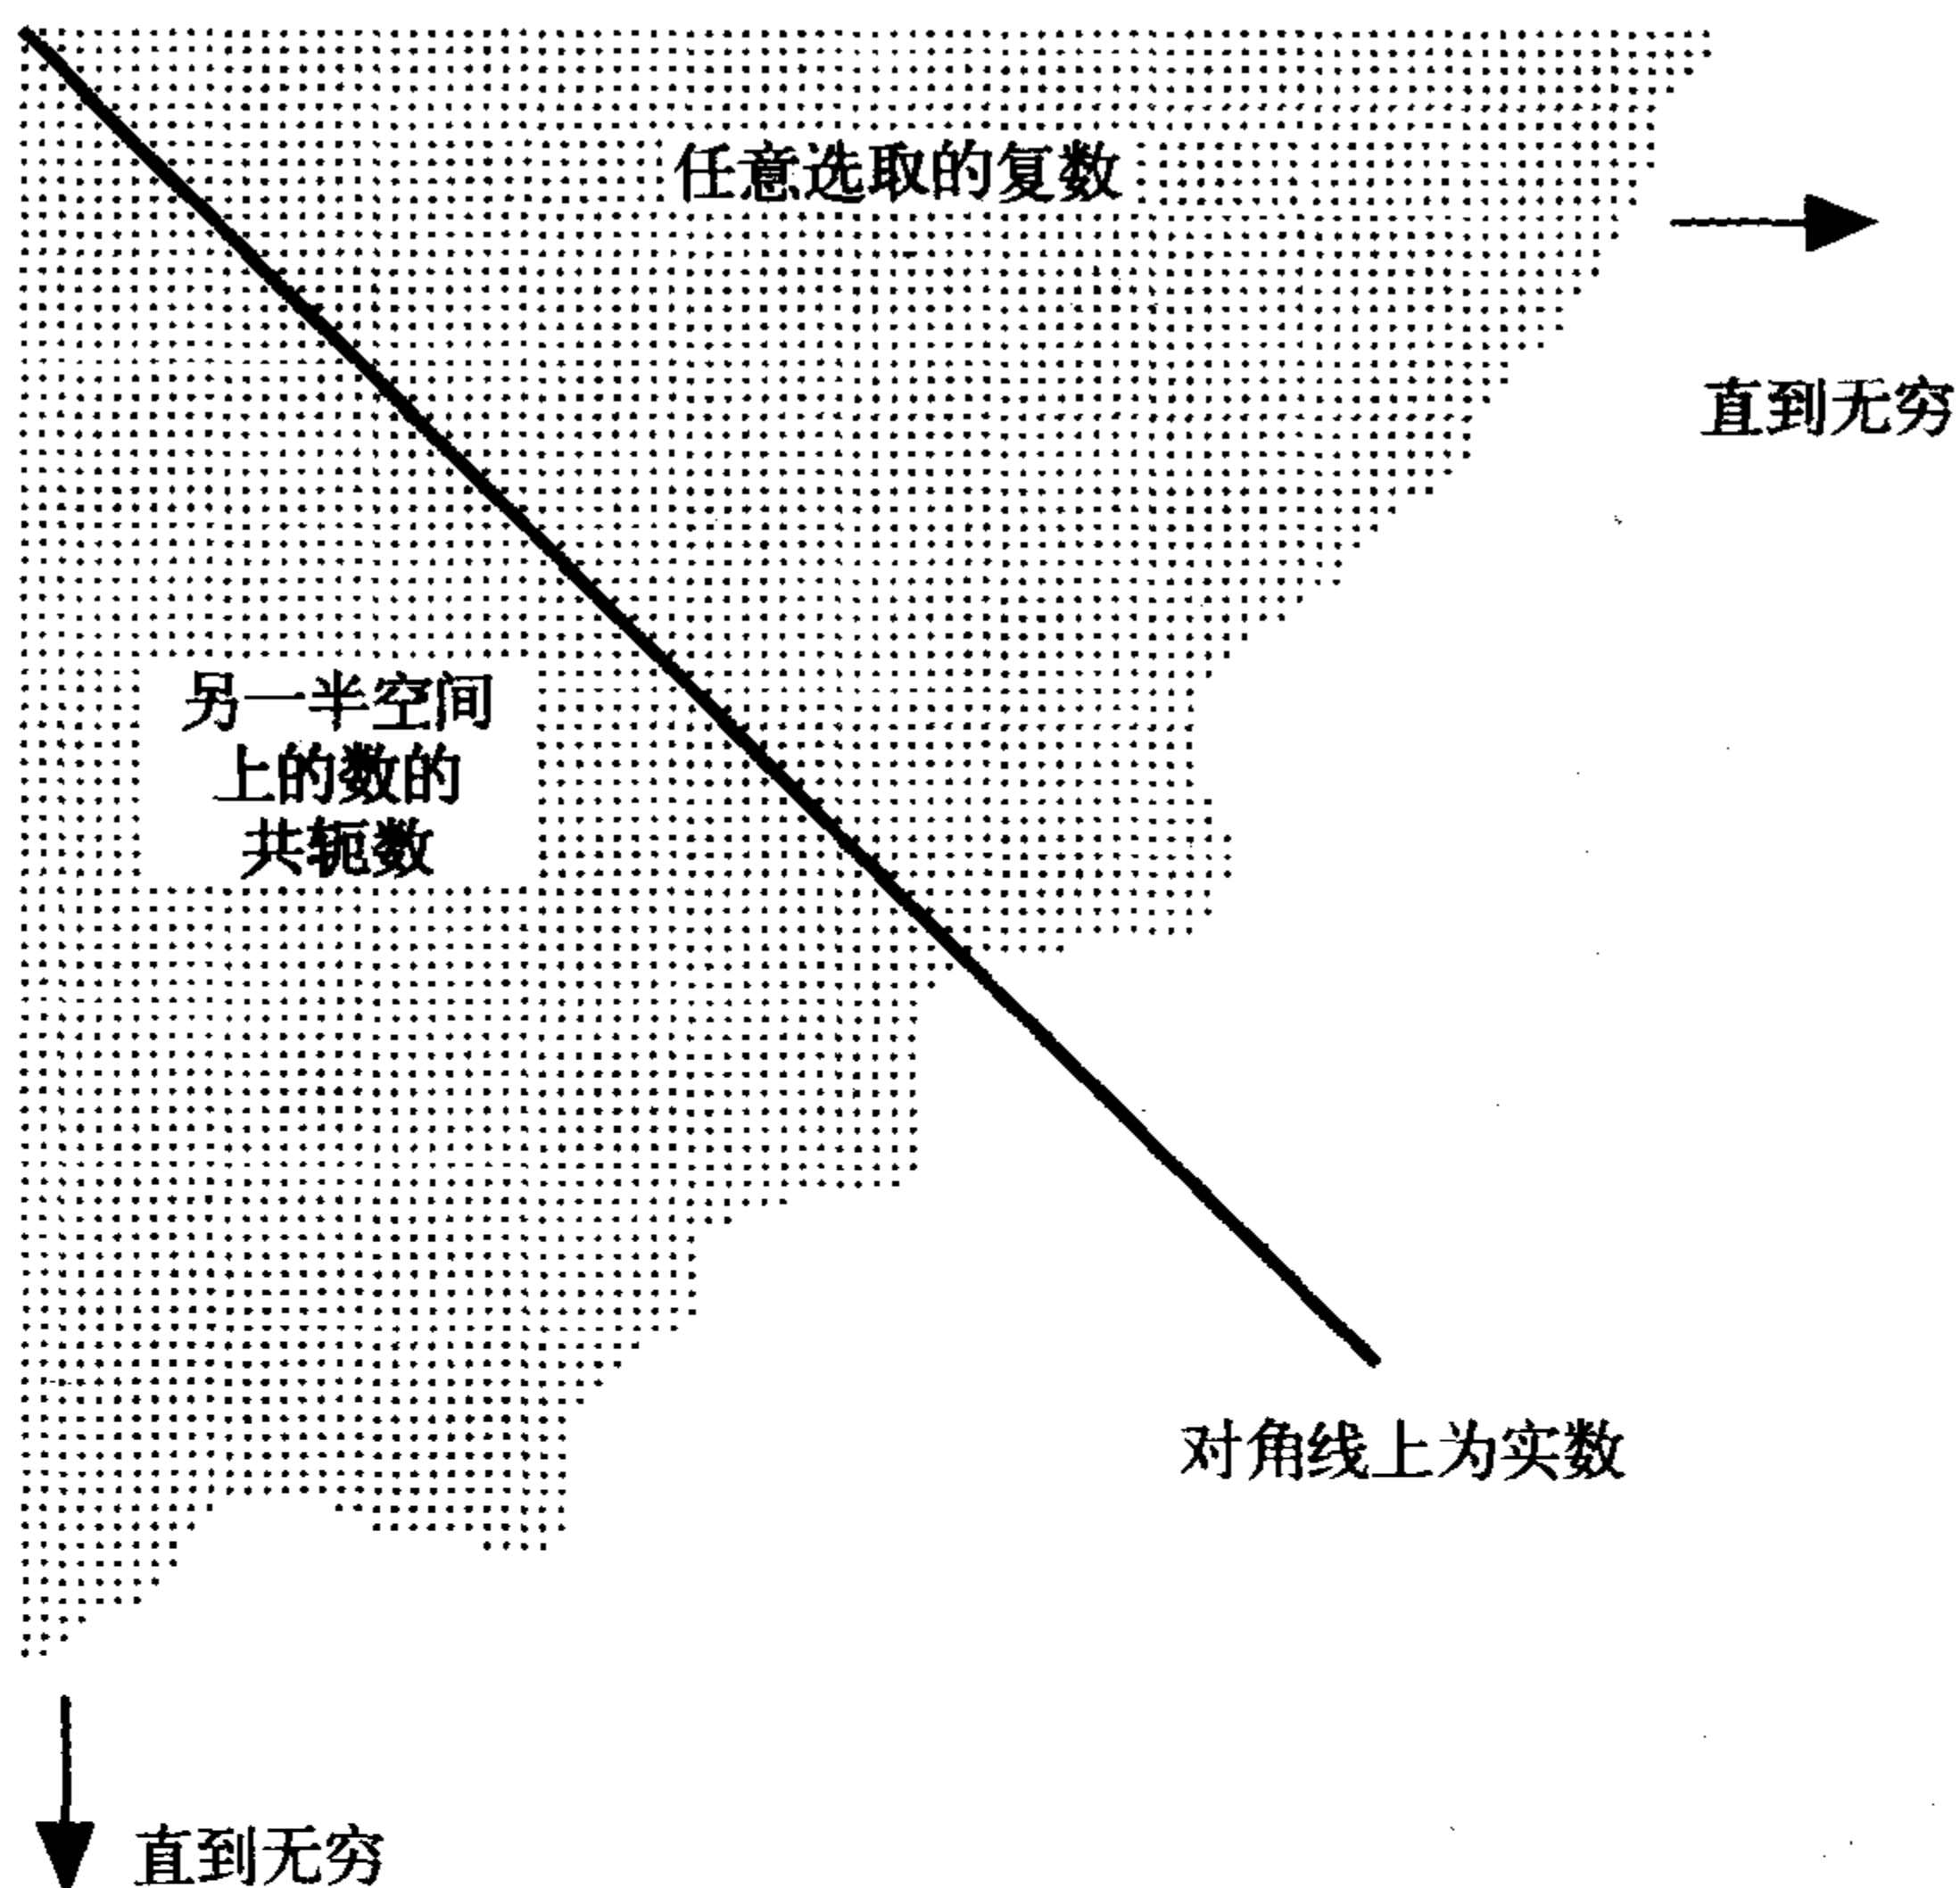 任意选取的复数
直到无穷
另一半空间
上的数的
共轭数
对角线上为实数
直到无穷